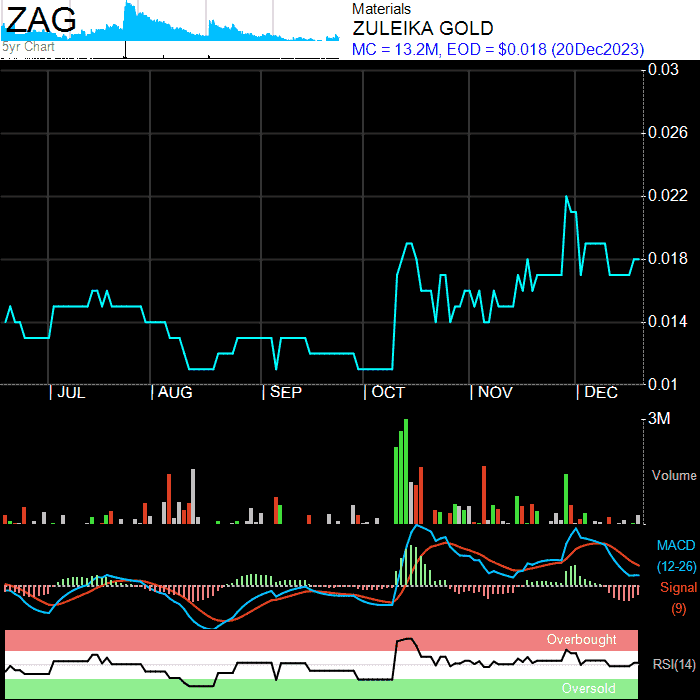 ZAG
5yr Chart
Materials
ZULEIKA GOLD
MC = 13.2M, EOD = $0.018 (20Dec2023)
0.03
0.026
0.022
0.018
0.014
0.01
JUL AUG SEP OCT NOV DEC
3M
Volume
MACD
(12-26)
Signal
(9)
Overbought
RSI(14)
Oversold